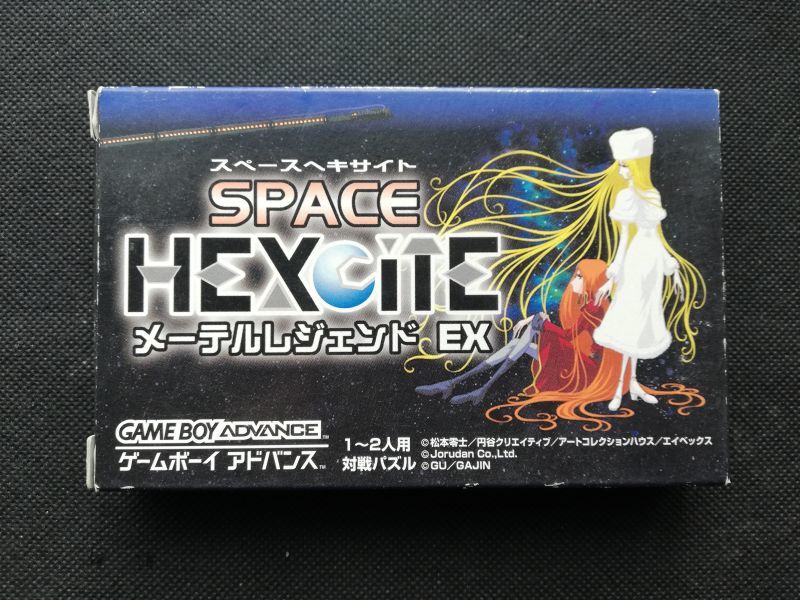 スペースヘキサイト
SPACE
HEXCITE
メーテルレジェンド EX
GAME BOY ADVANCE™
ゲームボーイ アドバンス™
1〜2人用
対戦パズル
©松本零士/円谷クリエイティブ/アートコレクションハウス/エイベックス
©Jorudan Co.,Ltd.
©GU/GAJIN